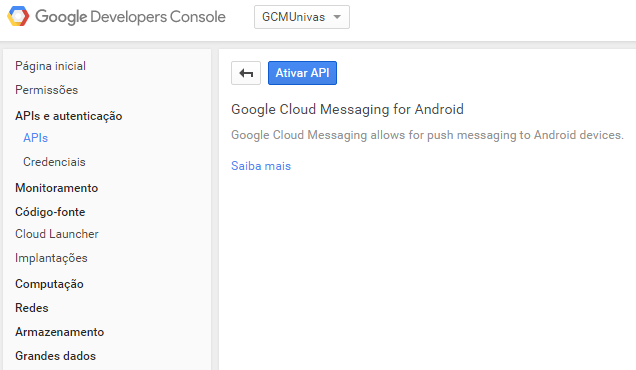 Google Developers Console
GCMUnivas
Página inicial
Permissões
APIs e autenticação
APIs
Credenciais
Monitoramento
Código-fonte
Cloud Launcher
Implantações
Computação
Redes
Armazenamento
Grandes dados
Ativar API
Google Cloud Messaging for Android
Google Cloud Messaging allows for push messaging to Android devices.
Saiba mais